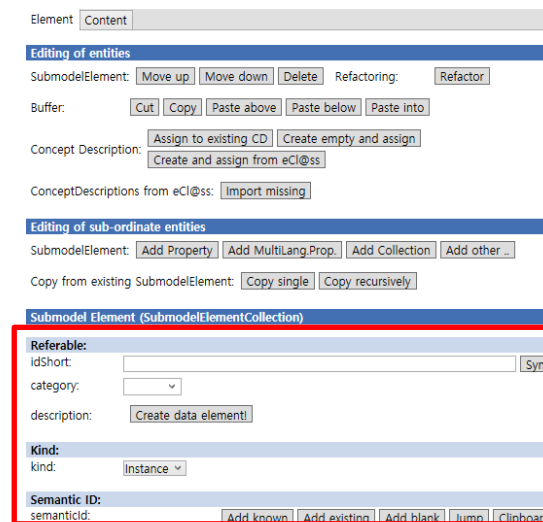 Element Content
Editing of entities
SubmodelElement: Move up Move down Delete Refactoring: Refactor
Buffer: Cut Copy Paste above Paste below Paste into
Concept Description: Assign to existing CD Create empty and assign
Create and assign from eCl@ss
ConceptDescriptions from eCl@ss: Import missing
Editing of sub-ordinate entities
SubmodelElement: Add Property Add MultiLang.Prop. Add Collection Add other ..
Copy from existing SubmodelElement: Copy single Copy recursively
Submodel Element (SubmodelElementCollection)
Referable:
idShort: Syn
category:
description: Create data element!
Kind:
kind: Instance
Semantic ID:
semanticId: Add known Add existing Add blank Jump Clipboar